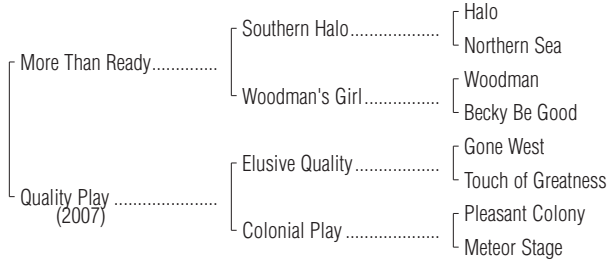 Halo
Southern Halo....................
Northern Sea
More Than Ready..............
Woodman
Woodman's Girl.................
Becky Be Good
Gone West
Elusive Quality...................
Touch of Greatness
Quality Play.......................
(2007)
Pleasant Colony
Colonial Play.....................
Meteor Stage